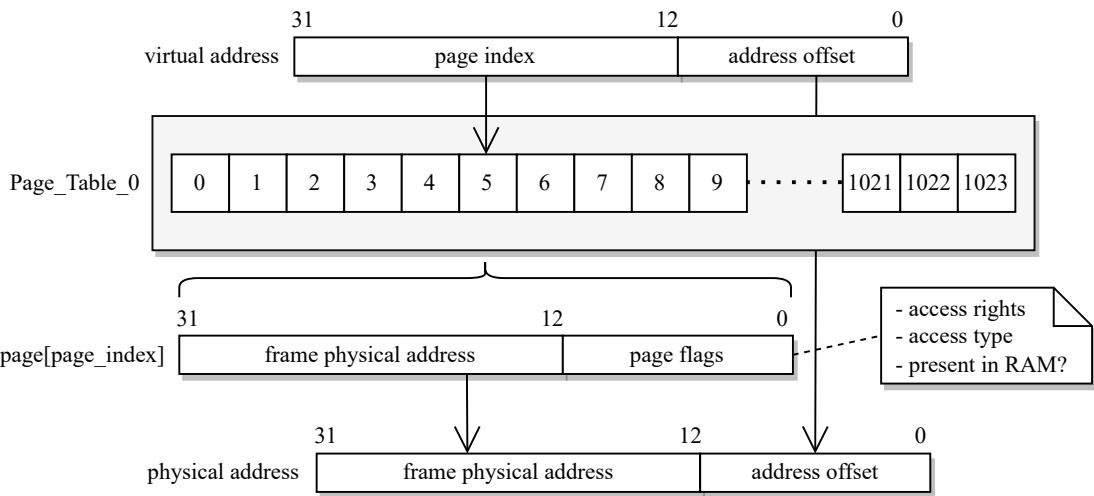 31 12 0
virtual address page index address offset
Page_Table_0 0 1 2 3 4 5 6 7 8 9 1021 1022 1023
31 12 0
page[page_index] frame physical address page flags
- access rights
- access type
- present in RAM?
31 12 0
physical address frame physical address address offset